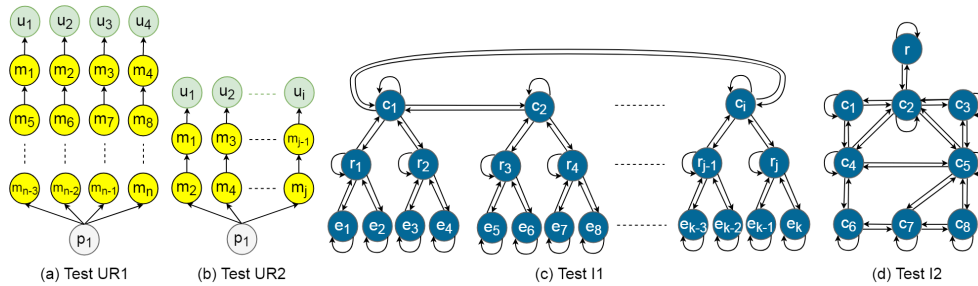 u1 u2 u3 u4
m1 m2 m3 m4
m5 m6 m7 m8
mn-3 mn-2 mn-1 mn
p1
(a) Test UR1
u1 u2 ui
m1 m3 mj-1
m2 m4 mj
p1
(b) Test UR2
c1 c2 ci
r1 r2 r3 r4 rj-1 rj
e1 e2 e3 e4 e5 e6 e7 e8 ek-3 ek-2 ek-1 ek
(c) Test I1
r
c1 c2 c3
c4 c5
c6 c7 c8
(d) Test I2